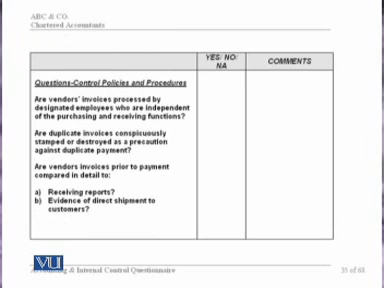 ABC & CO.
Chartered Accountants
YES/ NO/
NA
COMMENTS
Questions-Control Policies and Procedures
Are vendors' invoices processed by
designated employees who are independent
of the purchasing and receiving functions?
Are duplicate invoices conspicuously
stamped or destroyed as a precaution
against duplicate payment?
Are vendors invoices prior to payment
compared in detail to:
a) Receiving reports?
b) Evidence of direct shipment to
customers?
VU
Accounting & Internal Control Questionnaire
35 of 68